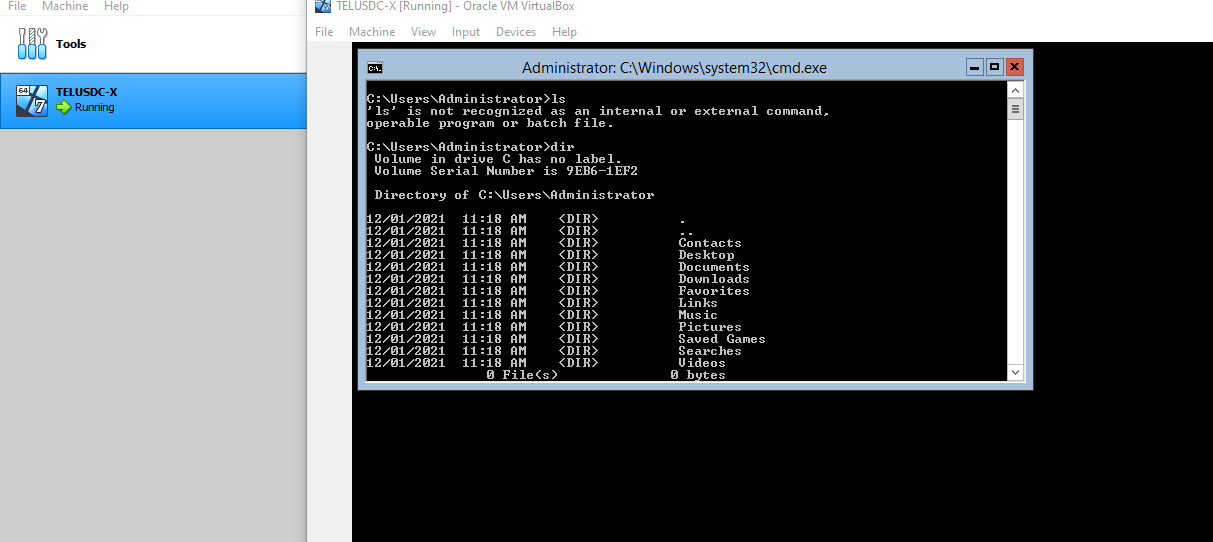 File Machine Help
Tools
64
7
TELUSDC-X
Running
7
TELUSDC-X [Running] - Oracle VM VirtualBox
File Machine View Input Devices Help
C:\.
Administrator: C:\Windows\system32\cmd.exe
C:\Users\Administrator>ls
'ls' is not recognized as an internal or external command,
operable program or batch file.
C:\Users\Administrator>dir
Volume in drive C has no label.
Volume Serial Number is 9EB6-1EF2
Directory of C:\Users\Administrator
12/01/2021 11:18 AM <DIR> .
12/01/2021 11:18 AM <DIR> ..
12/01/2021 11:18 AM <DIR> Contacts
12/01/2021 11:18 AM <DIR> Desktop
12/01/2021 11:18 AM <DIR> Documents
12/01/2021 11:18 AM <DIR> Downloads
12/01/2021 11:18 AM <DIR> Favorites
12/01/2021 11:18 AM <DIR> Links
12/01/2021 11:18 AM <DIR> Music
12/01/2021 11:18 AM <DIR> Pictures
12/01/2021 11:18 AM <DIR> Saved Games
12/01/2021 11:18 AM <DIR> Searches
12/01/2021 11:18 AM <DIR> Videos
0 File(s) 0 bytes